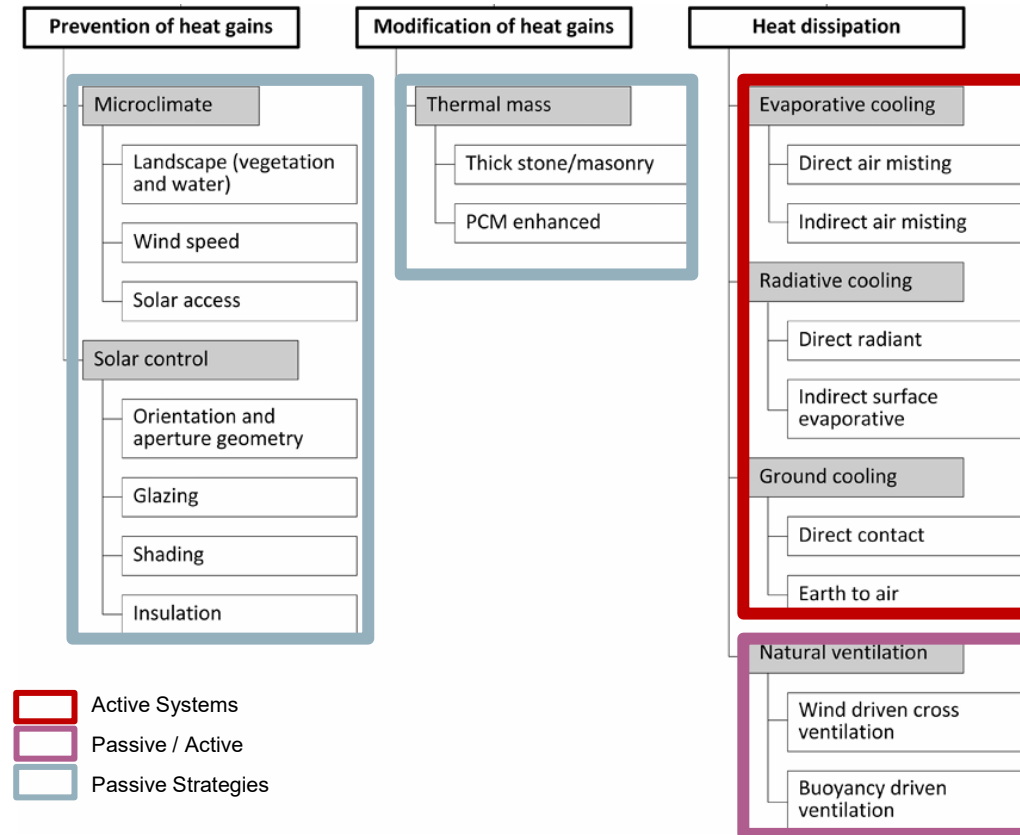 Prevention of heat gains
Microclimate
Landscape (vegetation
and water)
Wind speed
Solar access
Solar control
Orientation and
aperture geometry
Glazing
Shading
Insulation
Modification of heat gains
Thermal mass
Thick stone/masonry
PCM enhanced
Heat dissipation
Evaporative cooling
Direct air misting
Indirect air misting
Radiative cooling
Direct radiant
Indirect surface
evaporative
Ground cooling
Direct contact
Earth to air
Natural ventilation
Wind driven cross
ventilation
Buoyancy driven
ventilation
Active Systems
Passive / Active
Passive Strategies